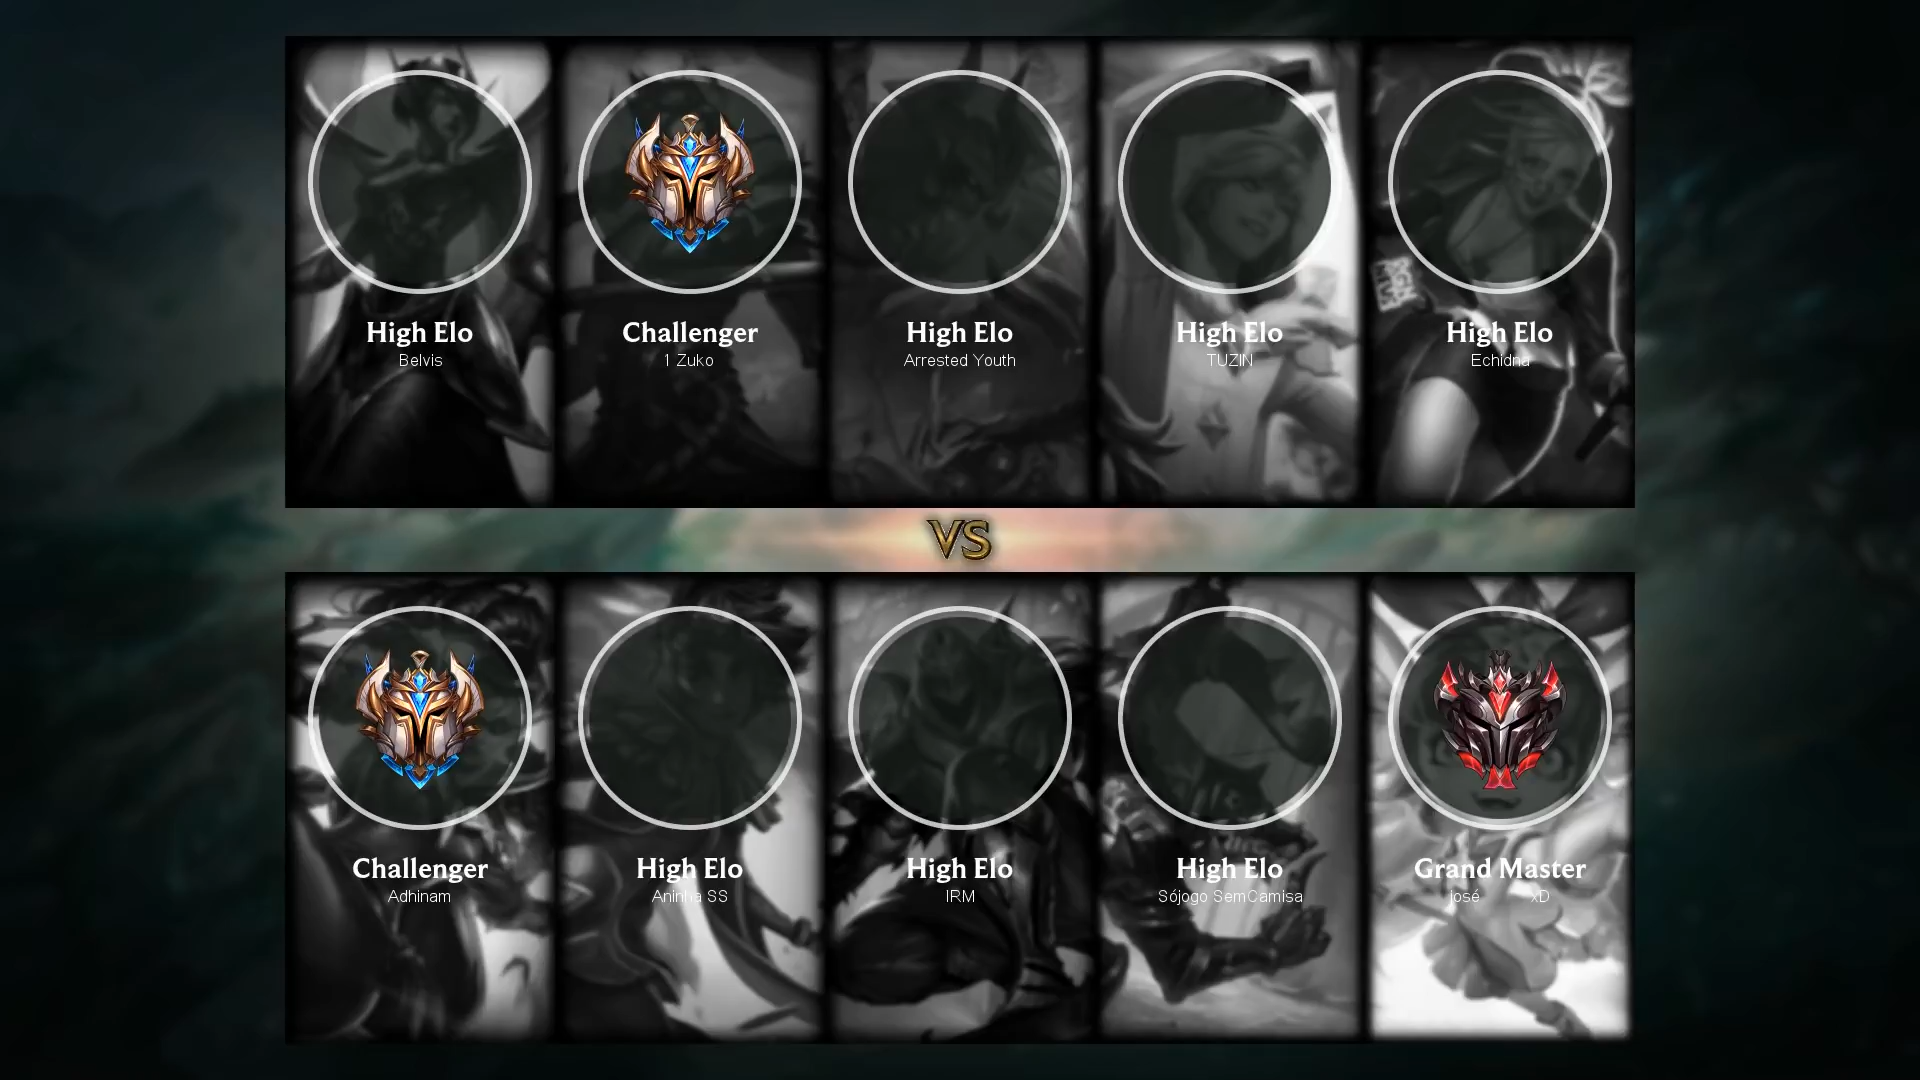 High Elo
Belvis
Challenger
1 Zuko
High Elo
Arrested Youth
High Elo
TUZIN
High Elo
Echidna
VS
Challenger
Adhinam
High Elo
Aninha SS
High Elo
IRM
High Elo
Sójogo SemCamisa
Grand Master
josé xD